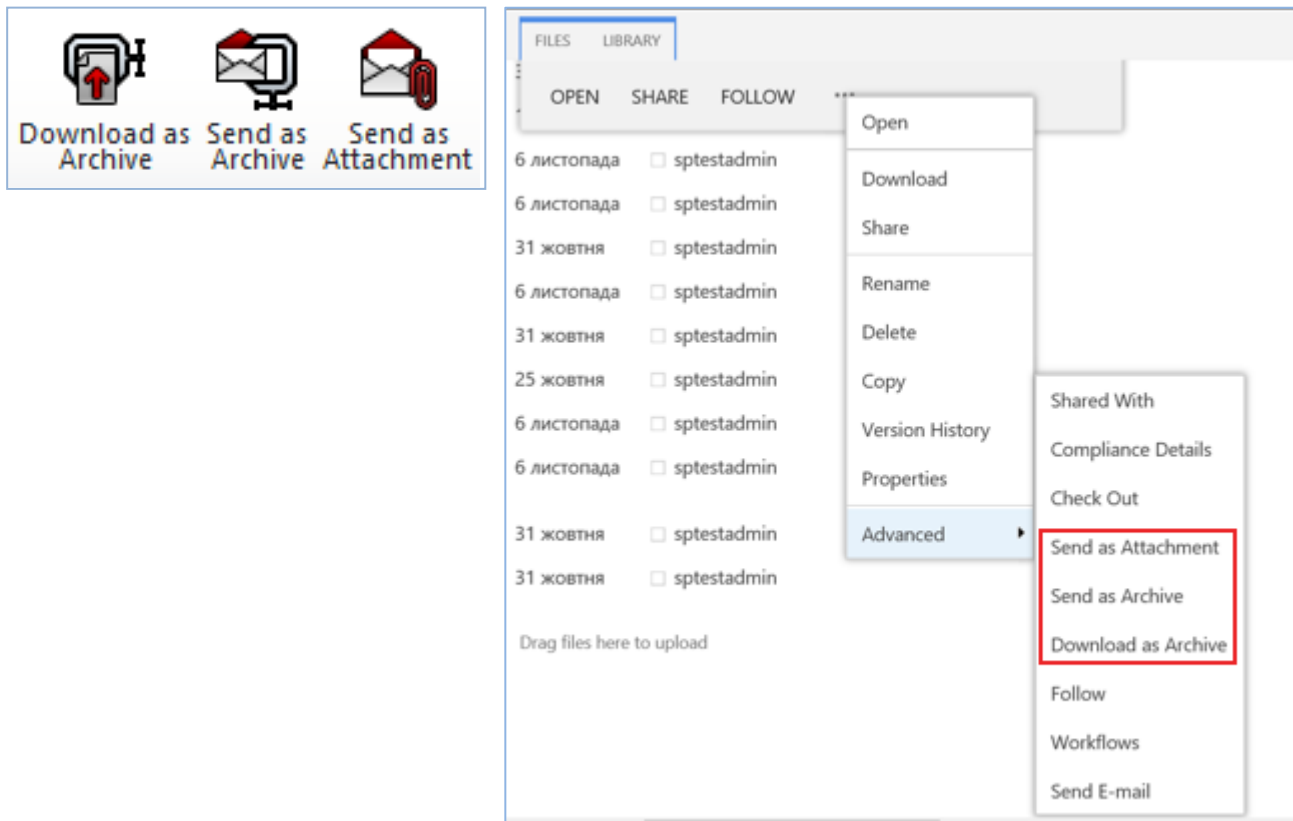 Download as Archive
Send as Archive
Send as Attachment
FILES LIBRARY
OPEN SHARE FOLLOW ...
6 листопада sptestadmin
6 листопада sptestadmin
31 жовтня sptestadmin
6 листопада sptestadmin
31 жовтня sptestadmin
25 жовтня sptestadmin
6 листопада sptestadmin
6 листопада sptestadmin
31 жовтня sptestadmin
31 жовтня sptestadmin
Drag files here to upload
Open
Download
Share
Rename
Delete
Copy
Version History
Properties
Advanced
Shared With
Compliance Details
Check Out
Send as Attachment
Send as Archive
Download as Archive
Follow
Workflows
Send E-mail